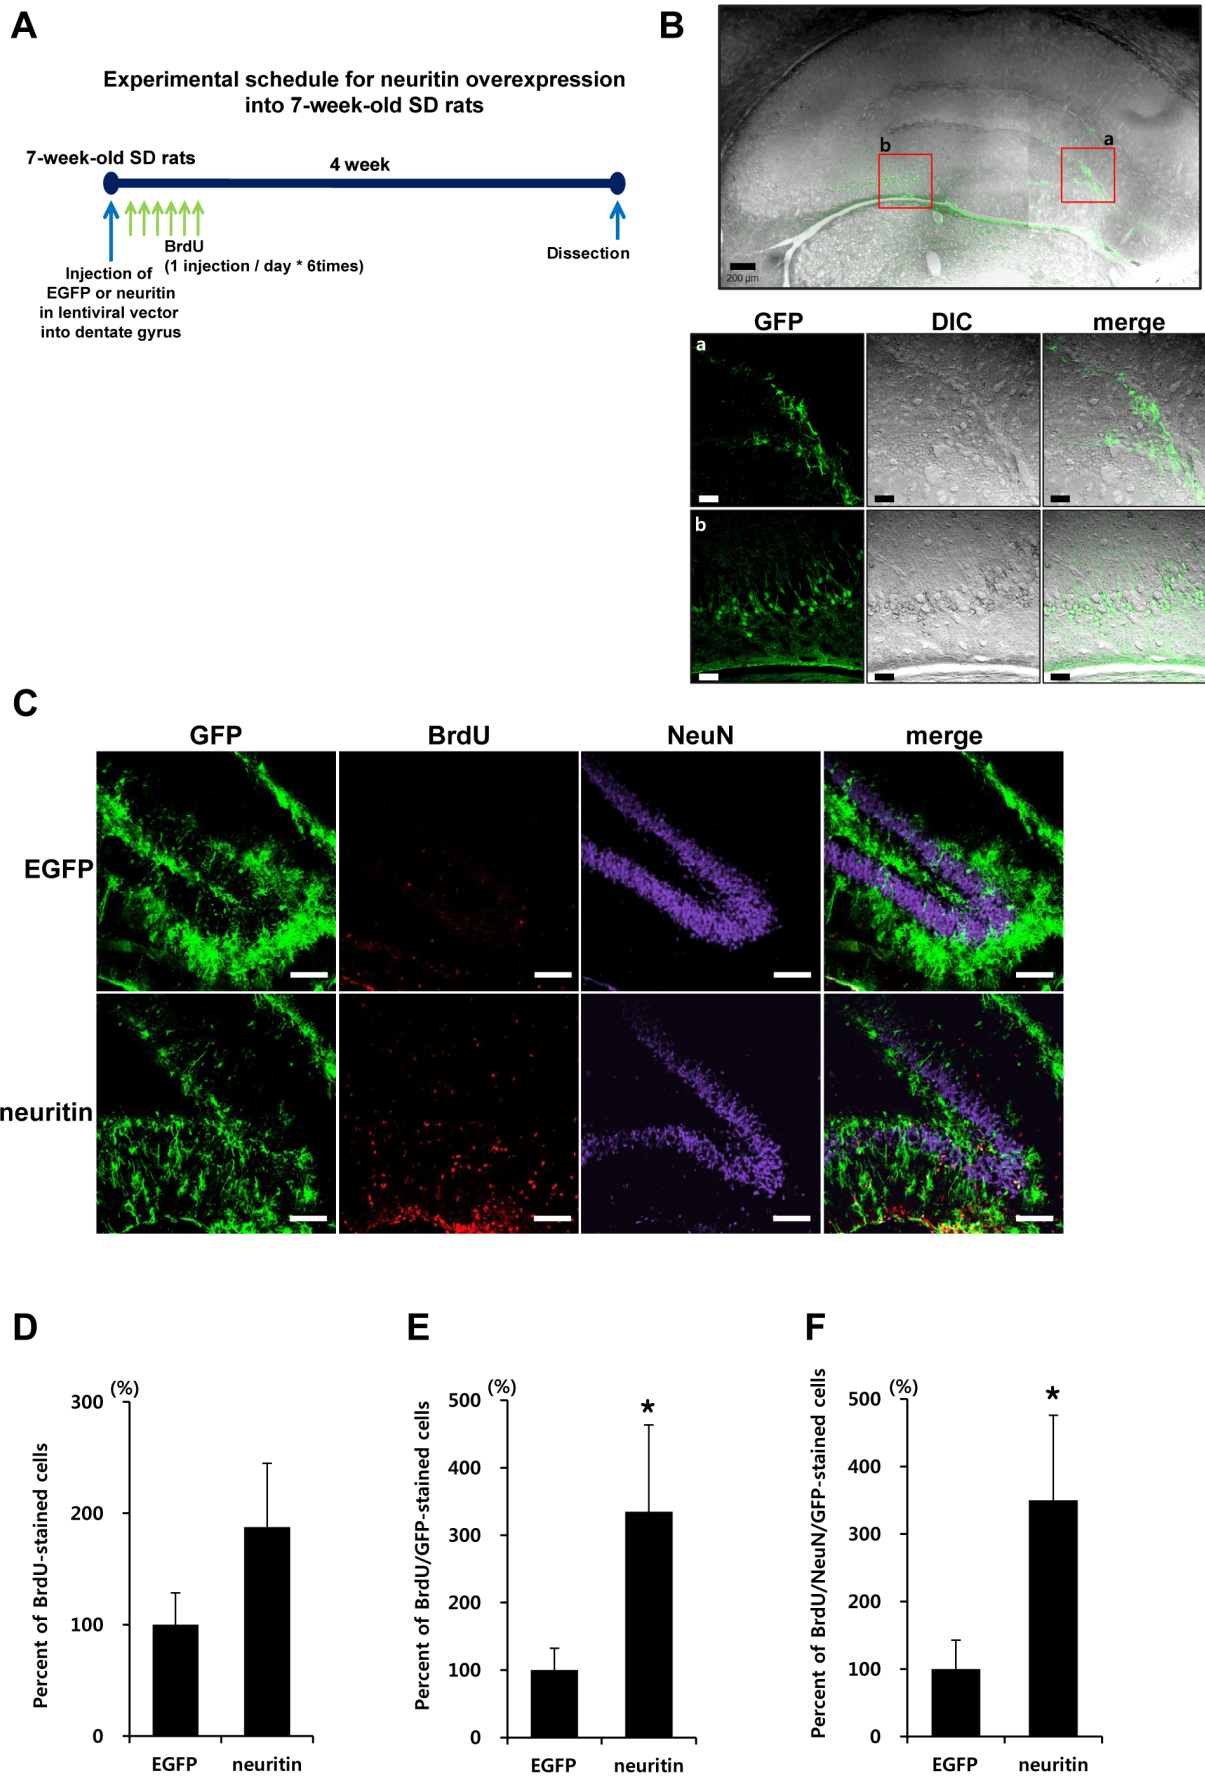 A
Experimental schedule for neuritin overexpression
into 7-week-old SD rats
7-week-old SD rats
4 week
BrdU
(1 injection / day * 6times)
Injection of
EGFP or neuritin
in lentiviral vector
into dentate gyrus
Dissection
B
b
a
200 µm
GFP DIC merge
a
b
C
GFP BrdU NeuN merge
EGFP
neuritin
D
(%)
Percent of BrdU-stained cells
300
200
100
0
EGFP neuritin
E
(%)
Percent of BrdU/GFP-stained cells
500
400
300
200
100
0
*
EGFP neuritin
F
(%)
Percent of BrdU/NeuN/GFP-stained cells
500
400
300
200
100
0
*
EGFP neuritin